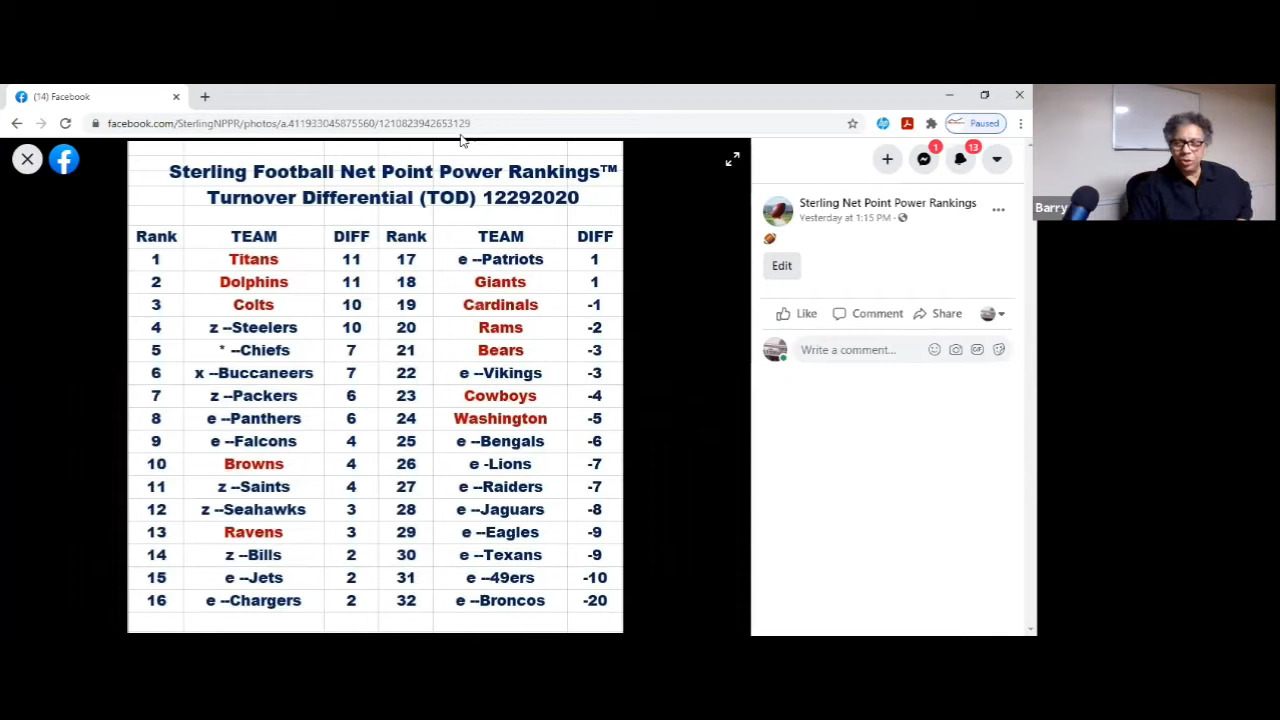 (14) Facebook
facebook.com/SterlingNPPR/photos/a.411933045875560/1210823942653129
Paused
Sterling Football Net Point Power Rankings™
Turnover Differential (TOD) 12292020
Rank TEAM DIFF Rank TEAM DIFF
1 Titans 11 17 e --Patriots 1
2 Dolphins 11 18 Giants 1
3 Colts 10 19 Cardinals -1
4 z --Steelers 10 20 Rams -2
5 * --Chiefs 7 21 Bears -3
6 x --Buccaneers 7 22 e --Vikings -3
7 z --Packers 6 23 Cowboys -4
8 e --Panthers 6 24 Washington -5
9 e --Falcons 4 25 e --Bengals -6
10 Browns 4 26 e -Lions -7
11 z --Saints 4 27 e --Raiders -7
12 z --Seahawks 3 28 e --Jaguars -8
13 Ravens 3 29 e --Eagles -9
14 z --Bills 2 30 e --Texans -9
15 e --Jets 2 31 e --49ers -10
16 e --Chargers 2 32 e --Broncos -20
1 13
Sterling Net Point Power Rankings
Yesterday at 1:15 PM
Edit
Like Comment Share
Write a comment...
GIF
Barry